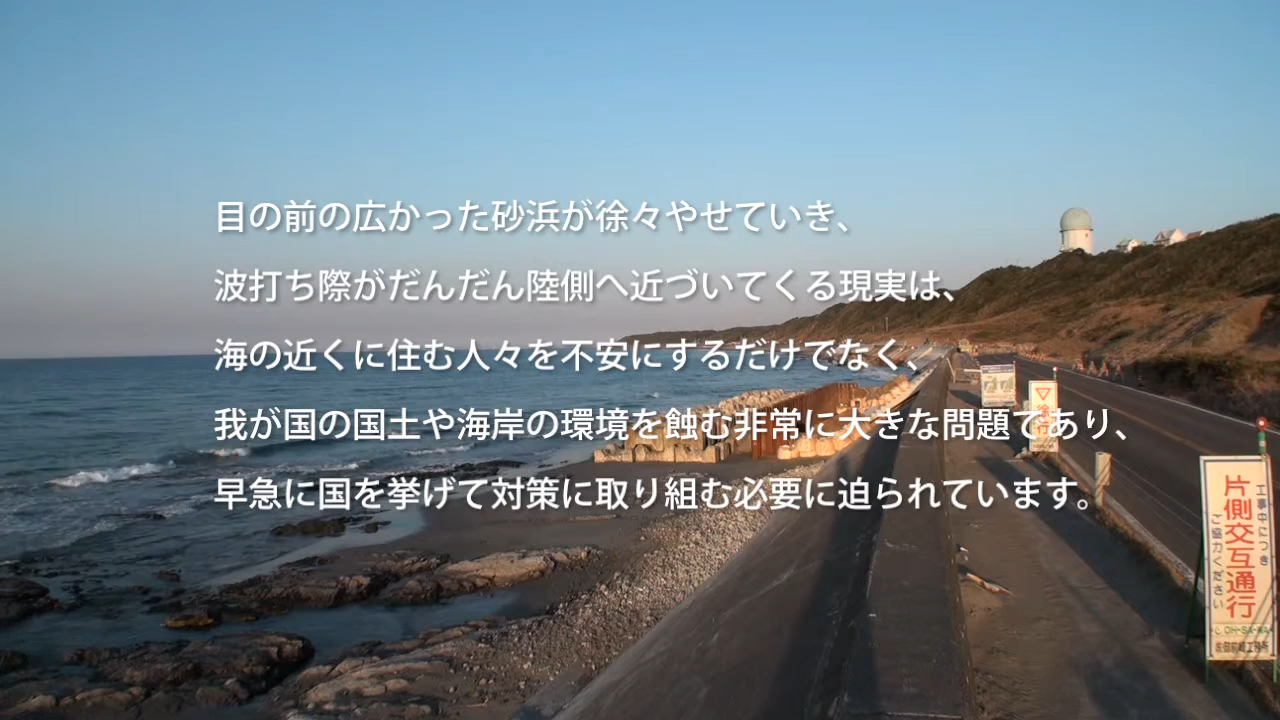 目の前の広かった砂浜が徐々やせていき、
波打ち際がだんだん陸側へ近づいてくる現実は、
海の近くに住む人々を不安にするだけでなく、
我が国の国土や海岸の環境を蝕む非常に大きな問題であり、
早急に国を挙げて対策に取り組む必要に迫られています。
工事中につき
片側交互通行
ご協力ください